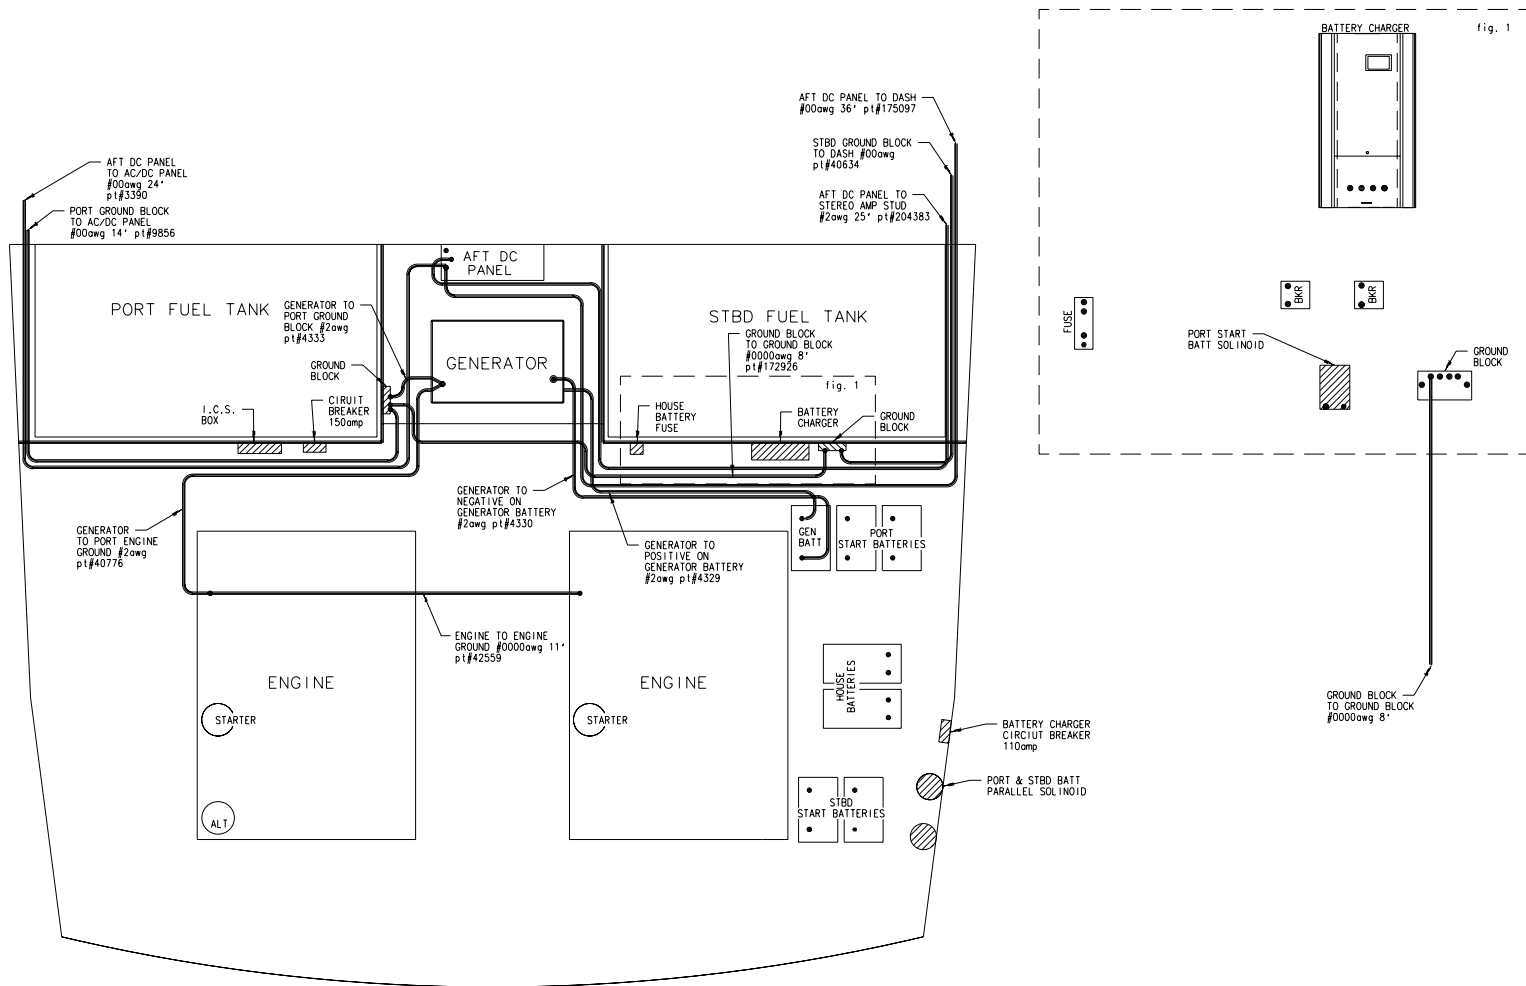 BATTERY CHARGER
fig. 1
AFT DC PANEL TO DASH
#00awg 36' pt#175097
STBD GROUND BLOCK
TO DASH #00awg
pt#40634
AFT DC PANEL TO
STEREO AMP STUD
#2awg 25' pt#204383
AFT DC PANEL
TO AC/DC PANEL
#00awg 24'
pt#3390
PORT GROUND BLOCK
TO AC/DC PANEL
#00awg 14' pt#9856
AFT DC
PANEL
PORT FUEL TANK
GENERATOR TO
PORT GROUND
BLOCK #2awg
pt#4333
GROUND
BLOCK
GENERATOR
STBD FUEL TANK
GROUND BLOCK
TO GROUND BLOCK
#0000awg 8'
pt#172926
fig. 1
I.C.S.
BOX
CIRUIT
BREAKER
150amp
HOUSE
BATTERY
FUSE
BATTERY
CHARGER
GROUND
BLOCK
FUSE
BKR
BKR
PORT START
BATT SOLINOID
GROUND
BLOCK
GROUND BLOCK
TO GROUND BLOCK
#0000awg 8'
GENERATOR TO
NEGATIVE ON
GENERATOR BATTERY
#2awg pt#4330
GENERATOR
TO PORT ENGINE
GROUND #2awg
pt#40776
GENERATOR TO
POSITIVE ON
GENERATOR BATTERY
#2awg pt#4329
GEN
BATT
PORT
START BATTERIES
ENGINE TO ENGINE
GROUND #0000awg 11'
pt#42559
ENGINE
ENGINE
STARTER
STARTER
ALT
HOUSE
BATTERIES
BATTERY CHARGER
CIRCIUT BREAKER
110amp
PORT & STBD BATT
PARALLEL SOLINOID
STBD
START BATTERIES